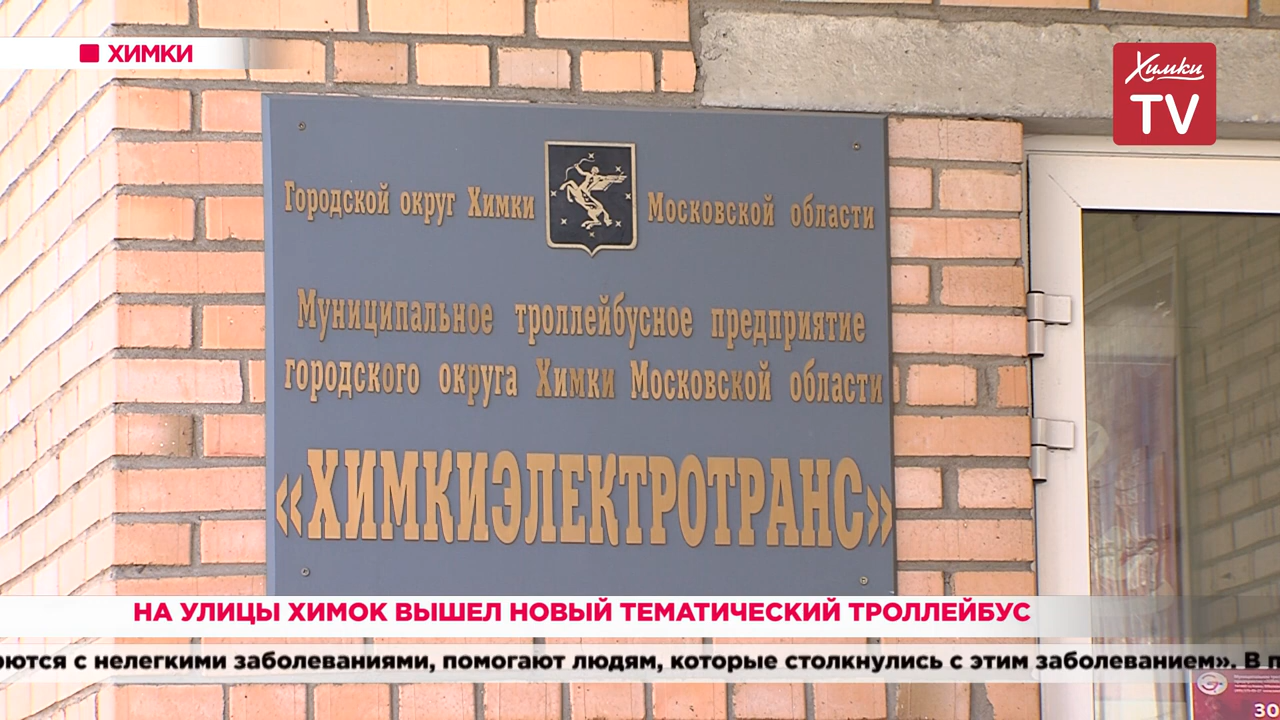 ХИМКИ
Химки
TV
Городской округ Химки Московской области
Муниципальное троллейбусное предприятие
городского округа Химки Московской области
«ХИМКИЭЛЕКТРОТРАНС»
НА УЛИЦЫ ХИМОК ВЫШЕЛ НОВЫЙ ТЕМАТИЧЕСКИЙ ТРОЛЛЕЙБУС
с нелегкими заболеваниями, помогают людям, которые столкнулись с этим заболеванием». В
30